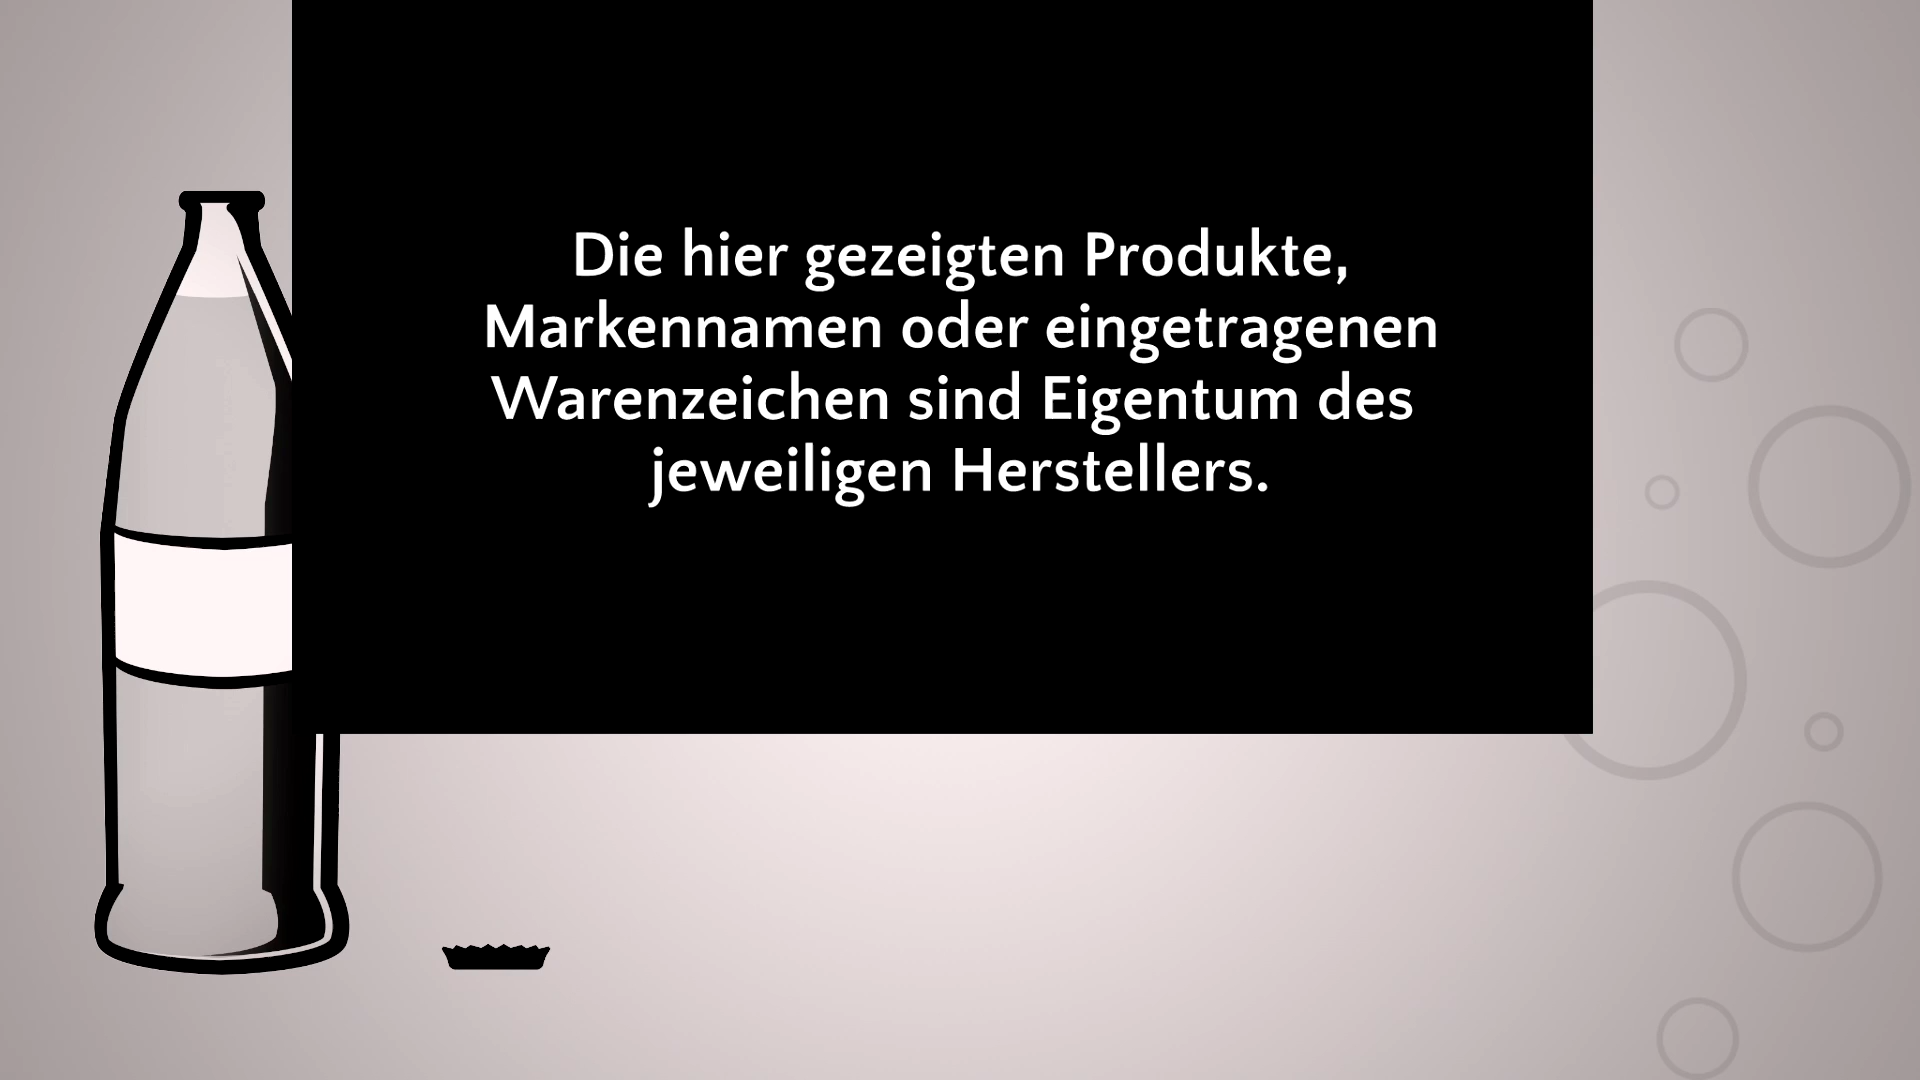 Die hier gezeigten Produkte,
Markennamen oder eingetragenen
Warenzeichen sind Eigentum des
jeweiligen Herstellers.